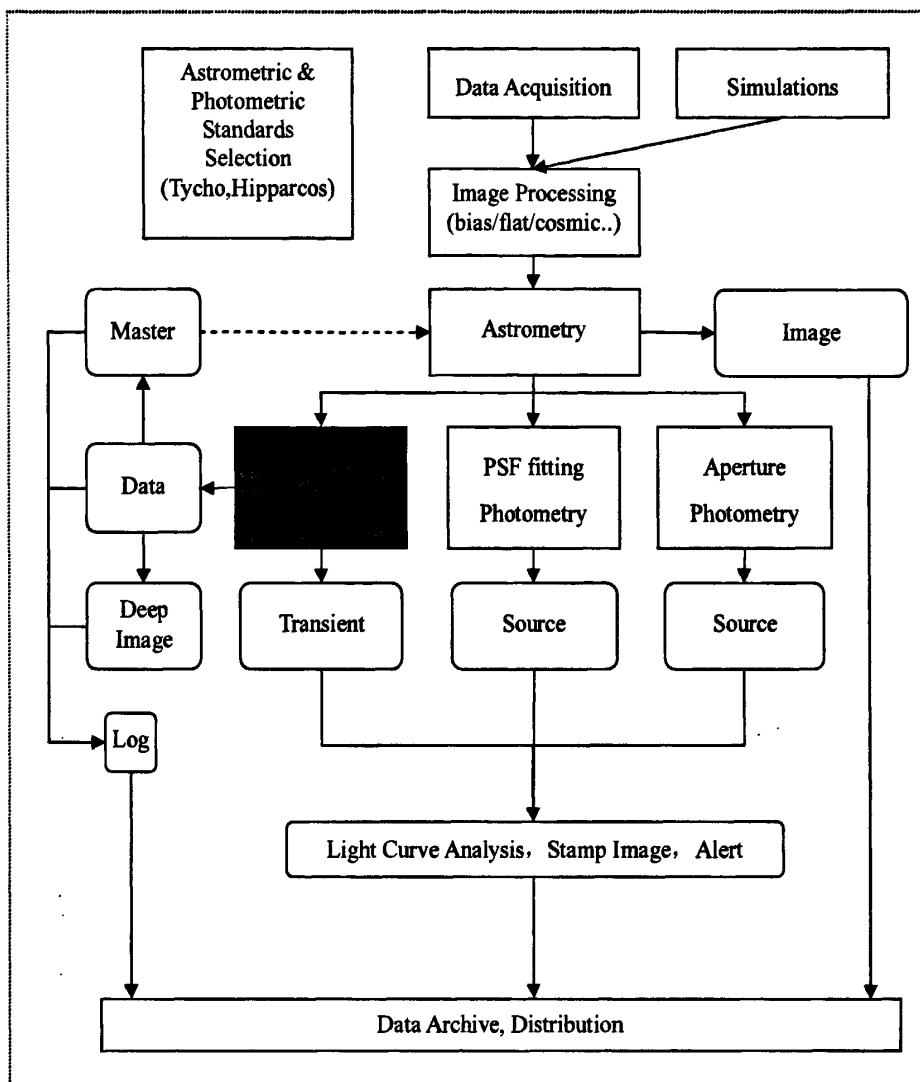 Astrometric &
Photometric
Standards
Selection
(Tycho,Hipparcos)
Data Acquisition
Simulations
Image Processing
(bias/flat/cosmic..)
Master
Astrometry
Image
Data
PSF fitting
Photometry
Aperture
Photometry
Deep
Image
Transient
Source
Source
Log
Light Curve Analysis, Stamp Image, Alert
Data Archive, Distribution